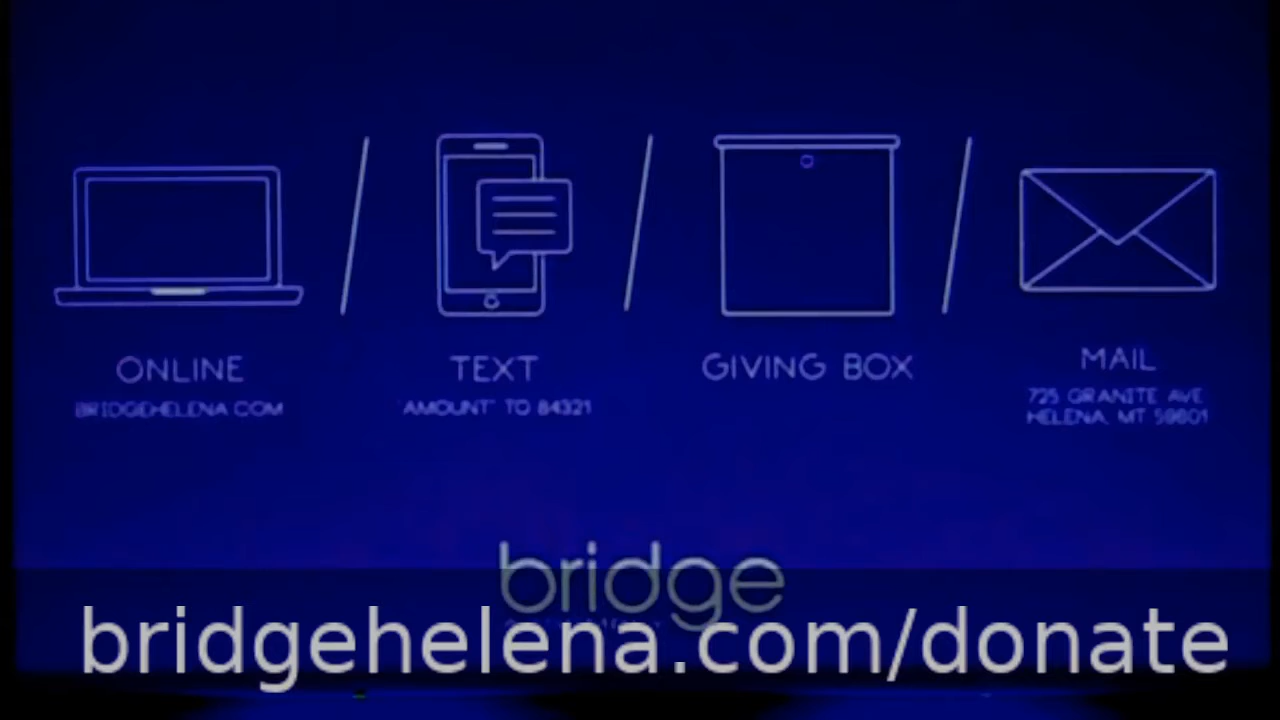 ONLINE
BRIDGEHELENA.COM
TEXT
"AMOUNT" TO 84321
GIVING BOX
MAIL
725 GRANITE AVE
HELENA, MT 59601
bridge
bridgehelena.com/donate